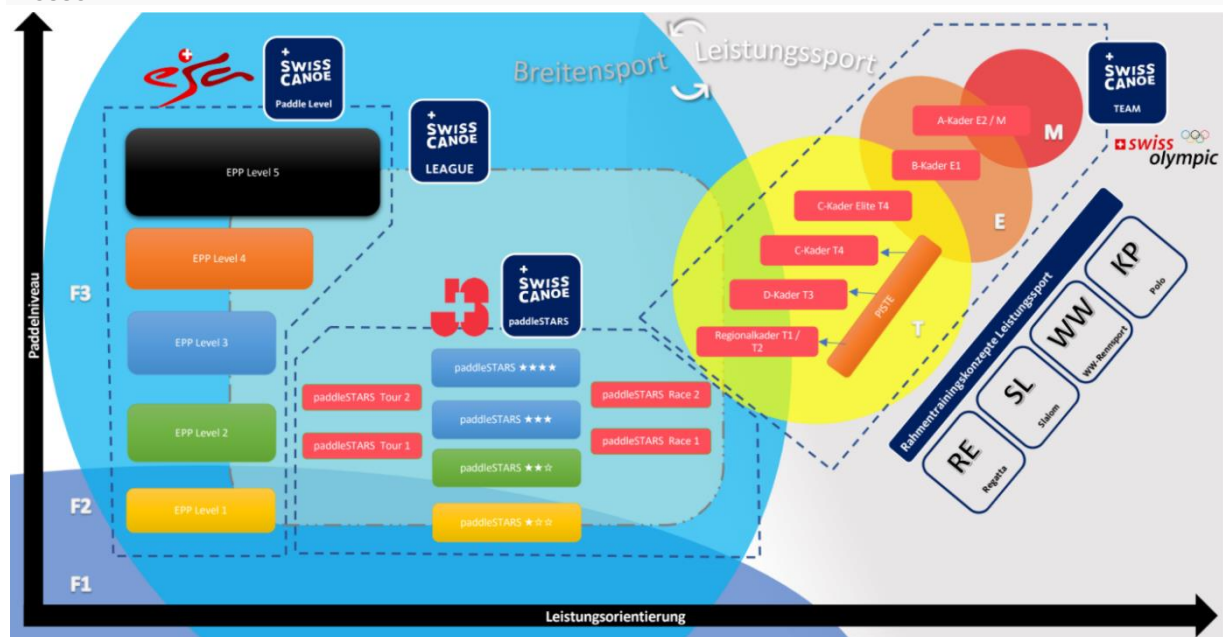 Breitensport
Leistungssport
SWISS
CANOE
Paddle Level
SWISS
CANOE
LEAGUE
SWISS
CANOE
TEAM
swiss
olympic
EPP Level 5
EPP Level 4
EPP Level 3
EPP Level 2
EPP Level 1
F3
F2
F1
SWISS
CANOE
paddleSTARS
paddleSTARS ★★★★
paddleSTARS ★★★
paddleSTARS ★★☆
paddleSTARS ★☆☆
paddleSTARS Tour 2
paddleSTARS Tour 1
paddleSTARS Race 2
paddleSTARS Race 1
A-Kader E2 / M
B-Kader E1
C-Kader Elite T4
C-Kader T4
D-Kader T3
Regionalkader T1 /
T2
PISTE
M
E
T
Rahmentrainingskonzepte Leistungssport
KP
Polo
WW
WW-Rennsport
SL
Slalom
RE
Regatta
Paddelniveau
Leistungsorientierung